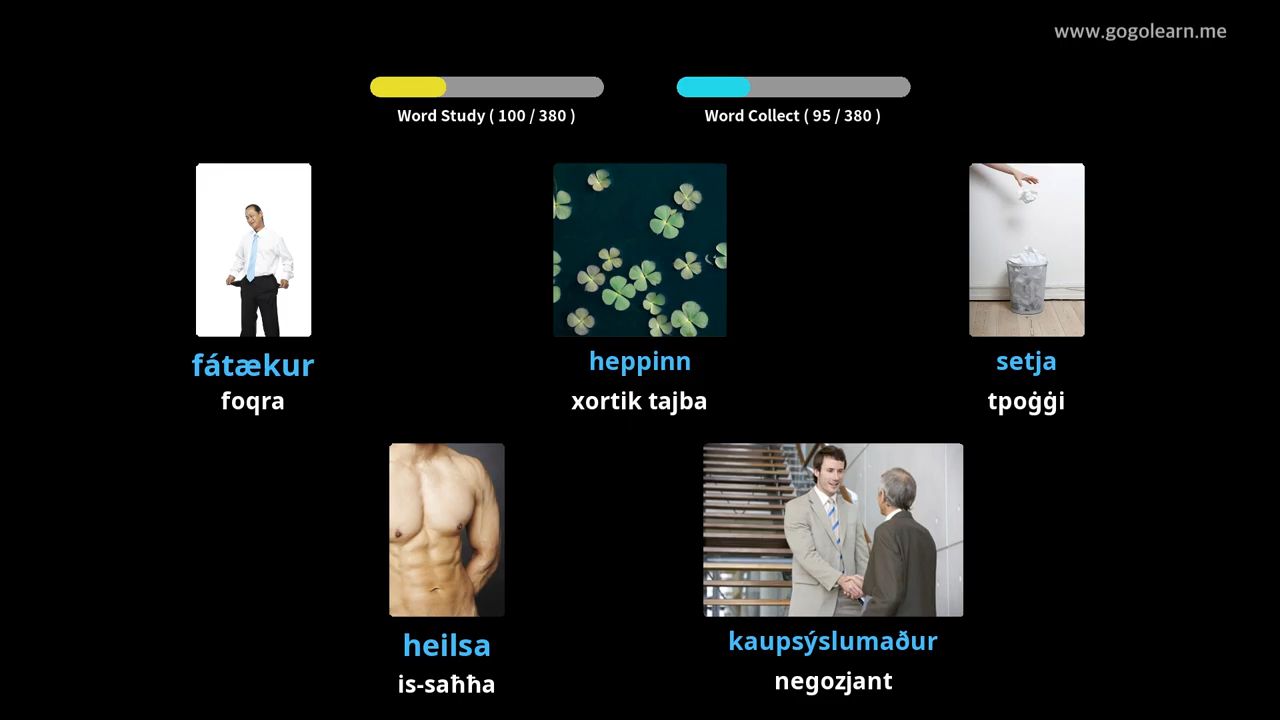 www.gogolearn.me
Word Study ( 100 / 380 )
Word Collect ( 95 / 380 )
fátækur
foqra
heppinn
xortik tajba
setja
tpoġġi
heilsa
is-saħħa
kaupsýslumaður
negozjant